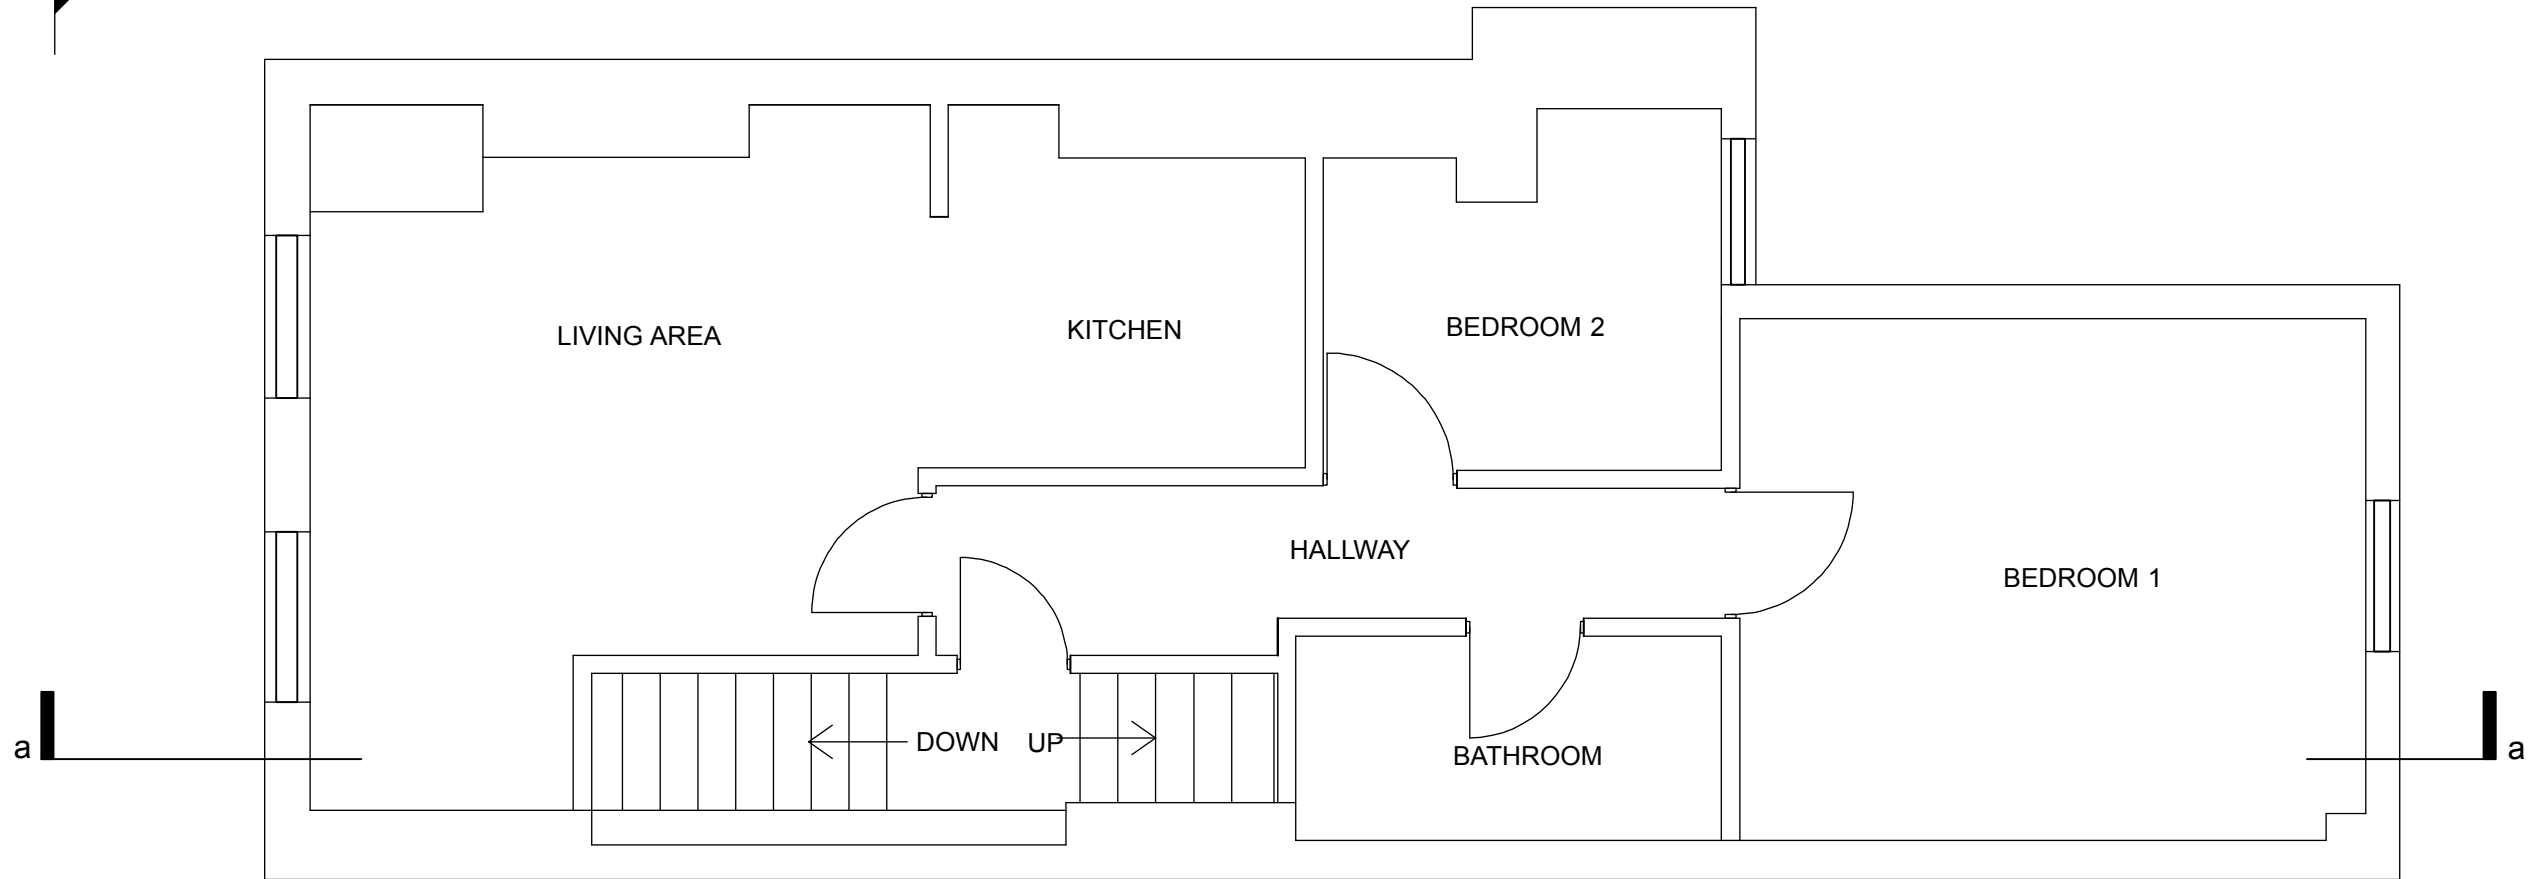 BEDROOM 2
KITCHEN
LIVING AREA
HALLWAY
BEDROOM 1
DOWN UP
BATHROOM
a
a